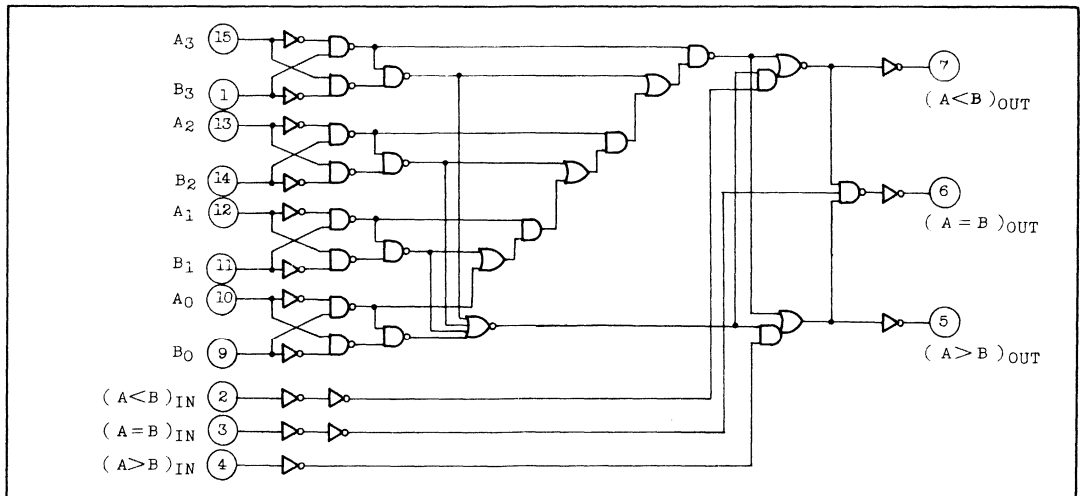 A3 15
B3 1
A2 13
B2 14
A1 12
B1 11
A0 10
B0 9
(A<B)IN 2
(A=B)IN 3
(A>B)IN 4
7
(A<B)OUT
6
(A=B)OUT
5
(A>B)OUT